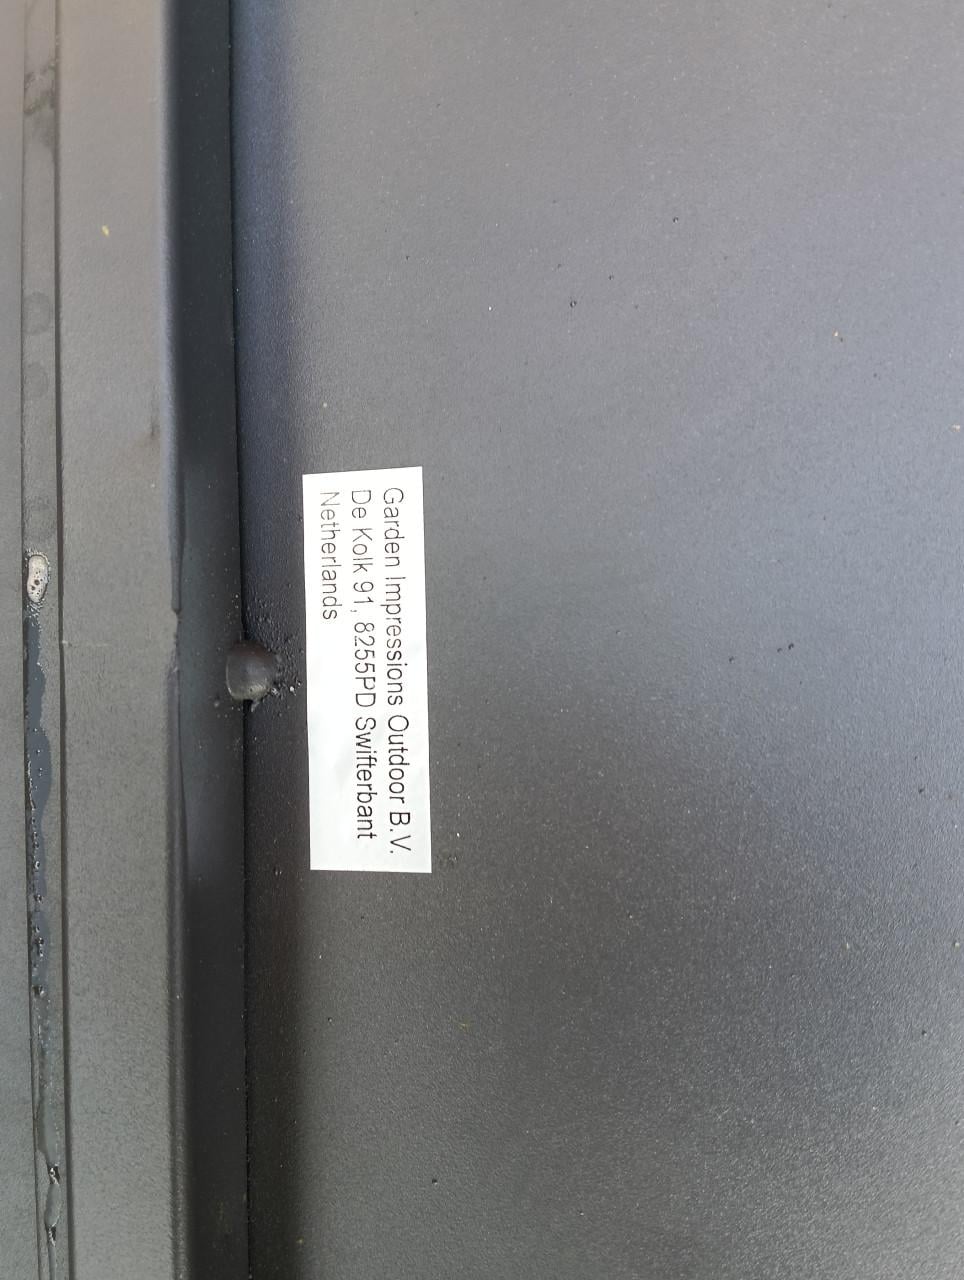 Garden Impressions Outdoor B.V.
De Kolk 91, 8255PD Swifterbant
Netherlands